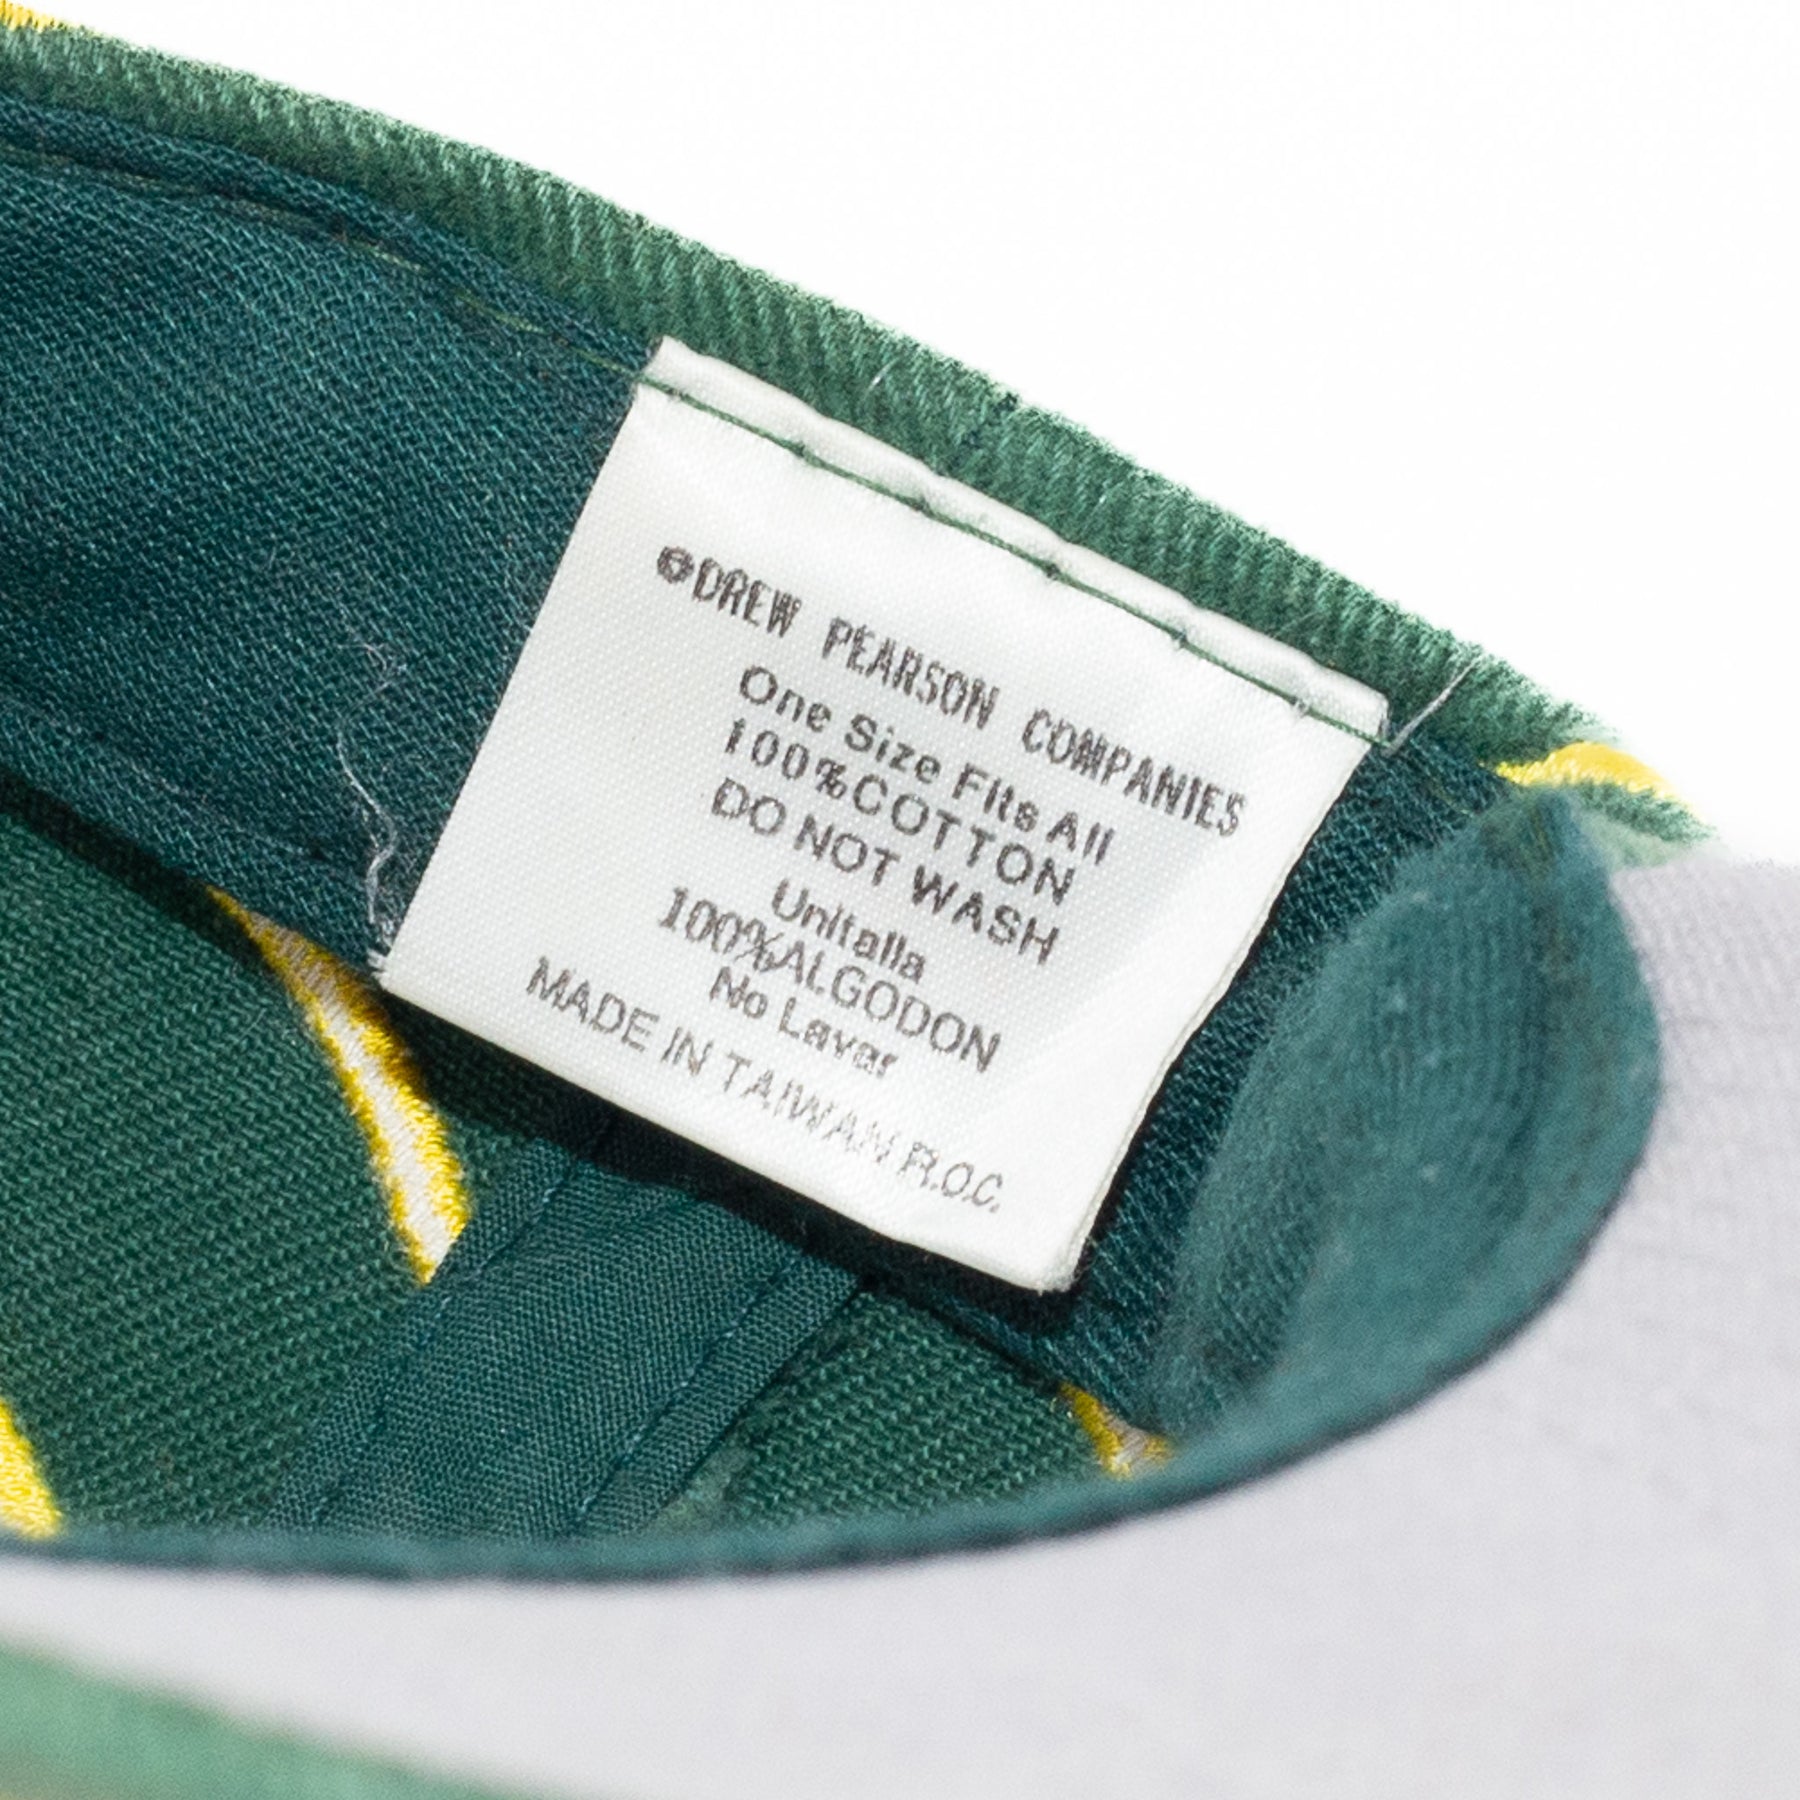 DREW PEARSON COMPANIES
One Size Fits All
100%COTTON
DO NOT WASH
Unitalla
100%ALGODON
No Lavar
MADE IN TAIWAN R.O.C.